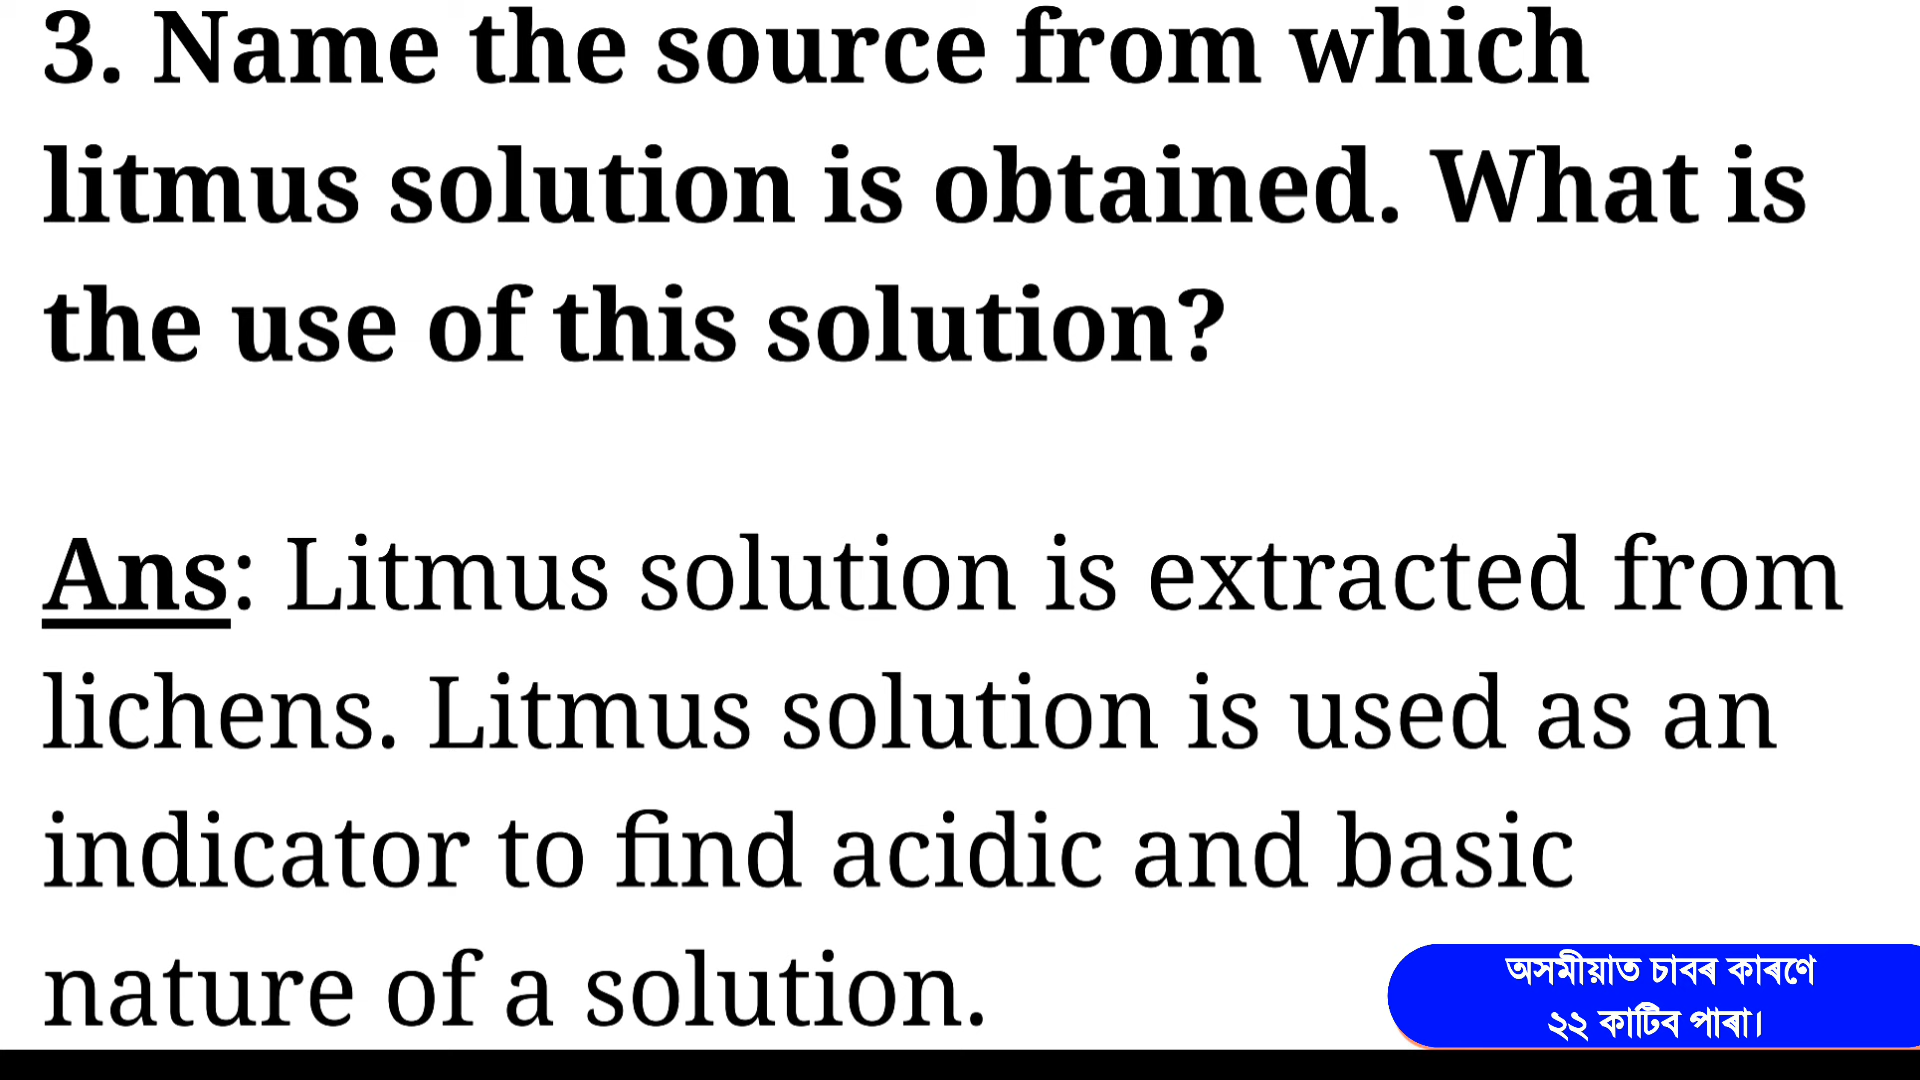 3. Name the source from which
litmus solution is obtained. What is
the use of this solution?
Ans: Litmus solution is extracted from
lichens. Litmus solution is used as an
indicator to find acidic and basic
nature of a solution.
অসমীয়াত চাবৰ কাৰণে
২২ কাটিব পাৰা।